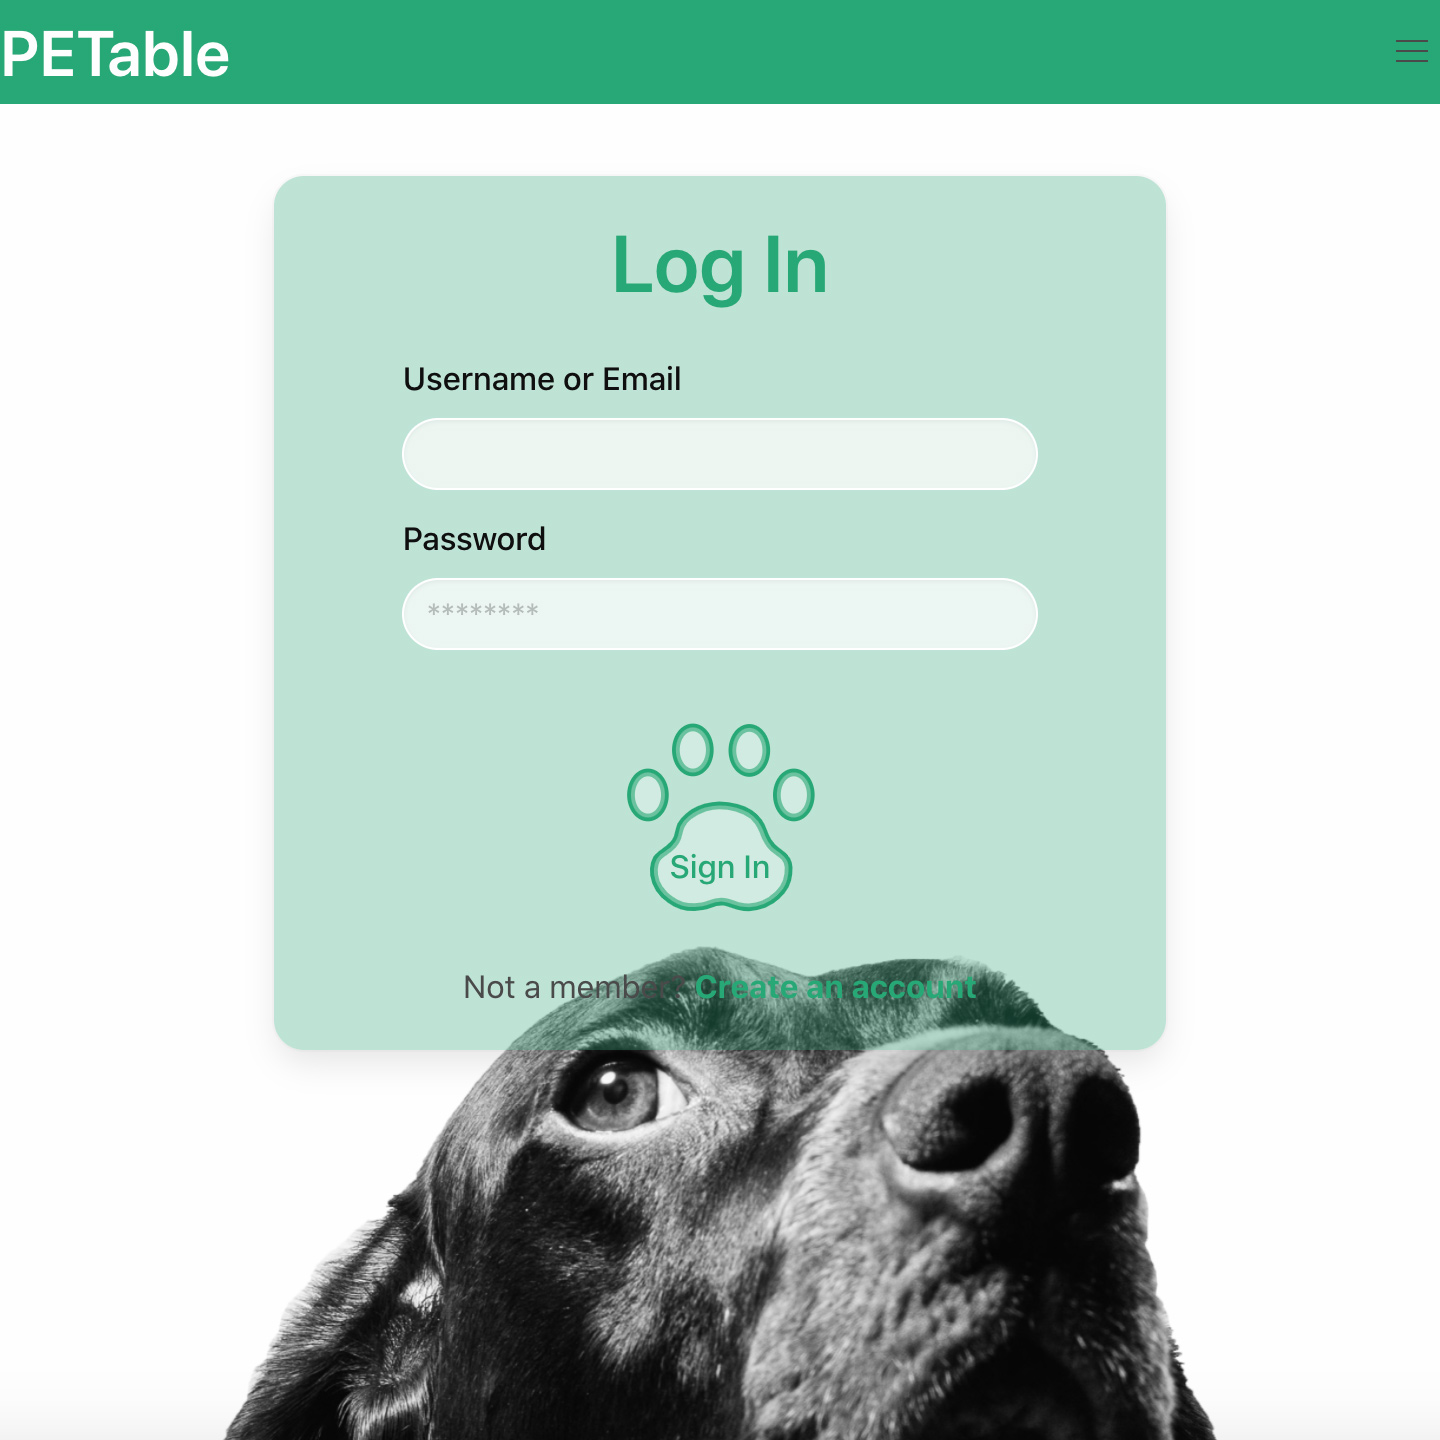 PETable
Log In
Username or Email
Password
********
Sign In
Not a member? Create an account